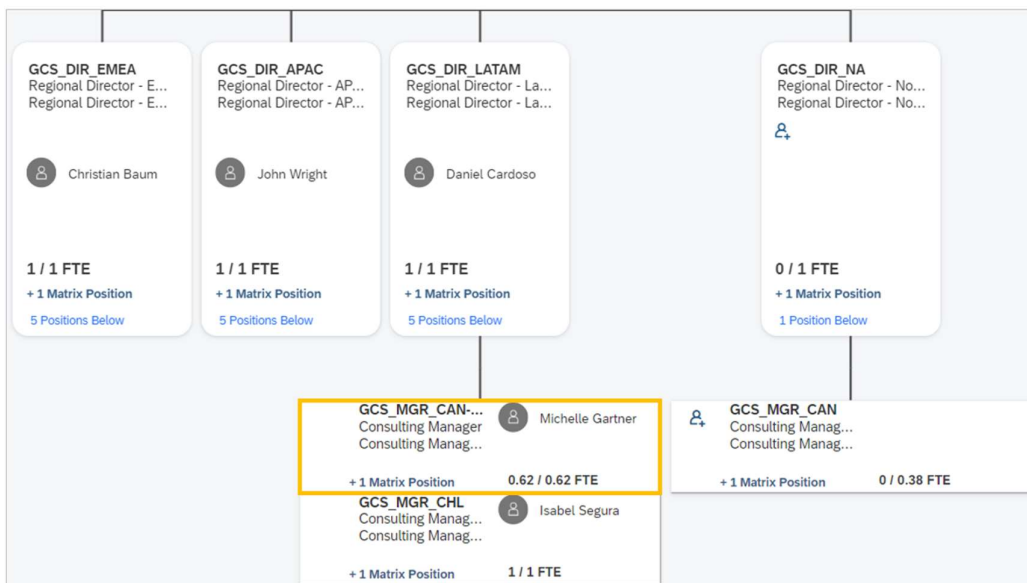 GCS_DIR_EMEA
Regional Director - E...
Regional Director - E...
Christian Baum
1 / 1 FTE
+ 1 Matrix Position
5 Positions Below
GCS_DIR_APAC
Regional Director - AP...
Regional Director - AP...
John Wright
1 / 1 FTE
+ 1 Matrix Position
5 Positions Below
GCS_DIR_LATAM
Regional Director - La...
Regional Director - La...
Daniel Cardoso
1 / 1 FTE
+ 1 Matrix Position
5 Positions Below
GCS_DIR_NA
Regional Director - No...
Regional Director - No...
0 / 1 FTE
+ 1 Matrix Position
1 Position Below
GCS_MGR_CAN-...
Consulting Manager
Consulting Manag...
Michelle Gartner
+ 1 Matrix Position
0.62 / 0.62 FTE
GCS_MGR_CHL
Consulting Manag...
Consulting Manag...
Isabel Segura
+ 1 Matrix Position
1 / 1 FTE
GCS_MGR_CAN
Consulting Manag...
Consulting Manag...
+ 1 Matrix Position
0 / 0.38 FTE